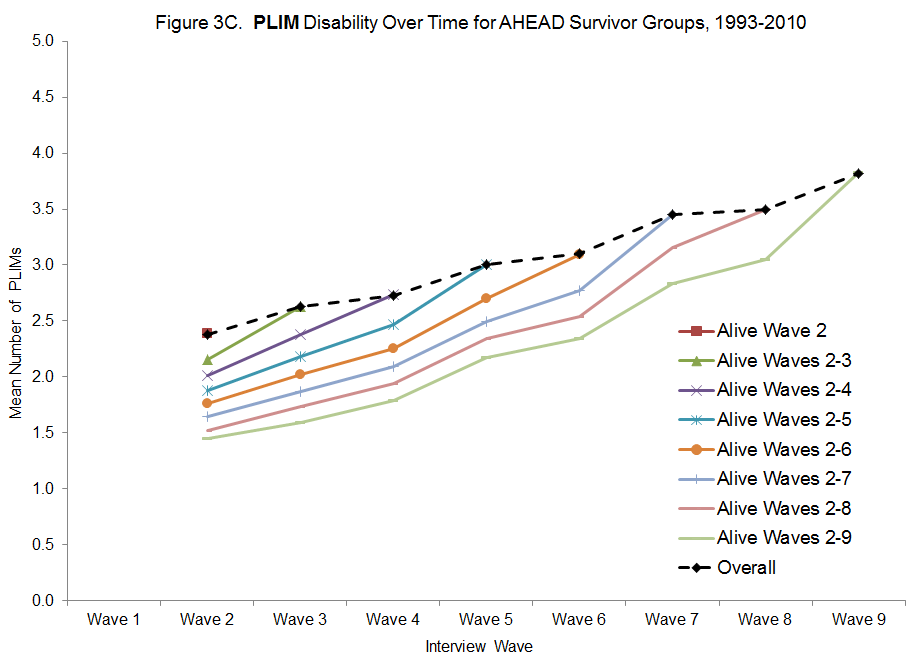 Figure 3C. PLIM Disability Over Time for AHEAD Survivor Groups, 1993-2010
5.0
4.5
4.0
3.5
3.0
2.5
2.0
1.5
1.0
0.5
0.0
Mean Number of PLIMs
Alive Wave 2
Alive Waves 2-3
Alive Waves 2-4
Alive Waves 2-5
Alive Waves 2-6
Alive Waves 2-7
Alive Waves 2-8
Alive Waves 2-9
Overall
Wave 1 Wave 2 Wave 3 Wave 4 Wave 5 Wave 6 Wave 7 Wave 8 Wave 9
Interview Wave